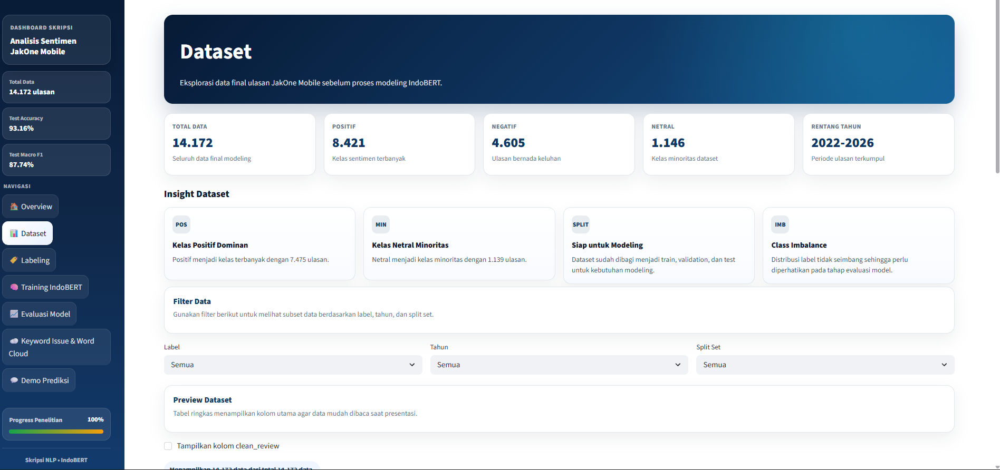 DASHBOARD SKRIPSI
Analisis Sentimen
JakOne Mobile
Total Data
14.172 ulasan
Test Accuracy
93.16%
Test Macro F1
87.74%
NAVIGASI
Overview
Dataset
Labeling
Training IndoBERT
Evaluasi Model
Keyword Issue & Word
Cloud
Demo Prediksi
Progress Penelitian 100%
Skripsi NLP • IndoBERT
Dataset
Eksplorasi data final ulasan JakOne Mobile sebelum proses modeling IndoBERT.
TOTAL DATA
14.172
Seluruh data final modeling
POSITIF
8.421
Kelas sentimen terbanyak
NEGATIF
4.605
Ulasan bernada keluhan
NETRAL
1.146
Kelas minoritas dataset
RENTANG TAHUN
2022-2026
Periode ulasan terkumpul
Insight Dataset
POS
Kelas Positif Dominan
Positif menjadi kelas terbanyak dengan 7.475 ulasan.
MIN
Kelas Netral Minoritas
Netral menjadi kelas minoritas dengan 1.139 ulasan.
SPLIT
Siap untuk Modeling
Dataset sudah dibagi menjadi train, validation, dan test
untuk kebutuhan modeling.
IMB
Class Imbalance
Distribusi label tidak seimbang sehingga perlu
diperhatikan pada tahap evaluasi model.
Filter Data
Gunakan filter berikut untuk melihat subset data berdasarkan label, tahun, dan split set.
Label
Semua
Tahun
Semua
Split Set
Semua
Preview Dataset
Tabel ringkas menampilkan kolom utama agar data mudah dibaca saat presentasi.
Tampilkan kolom clean_review
Menampilkan 14.172 data dari total 14.172 data